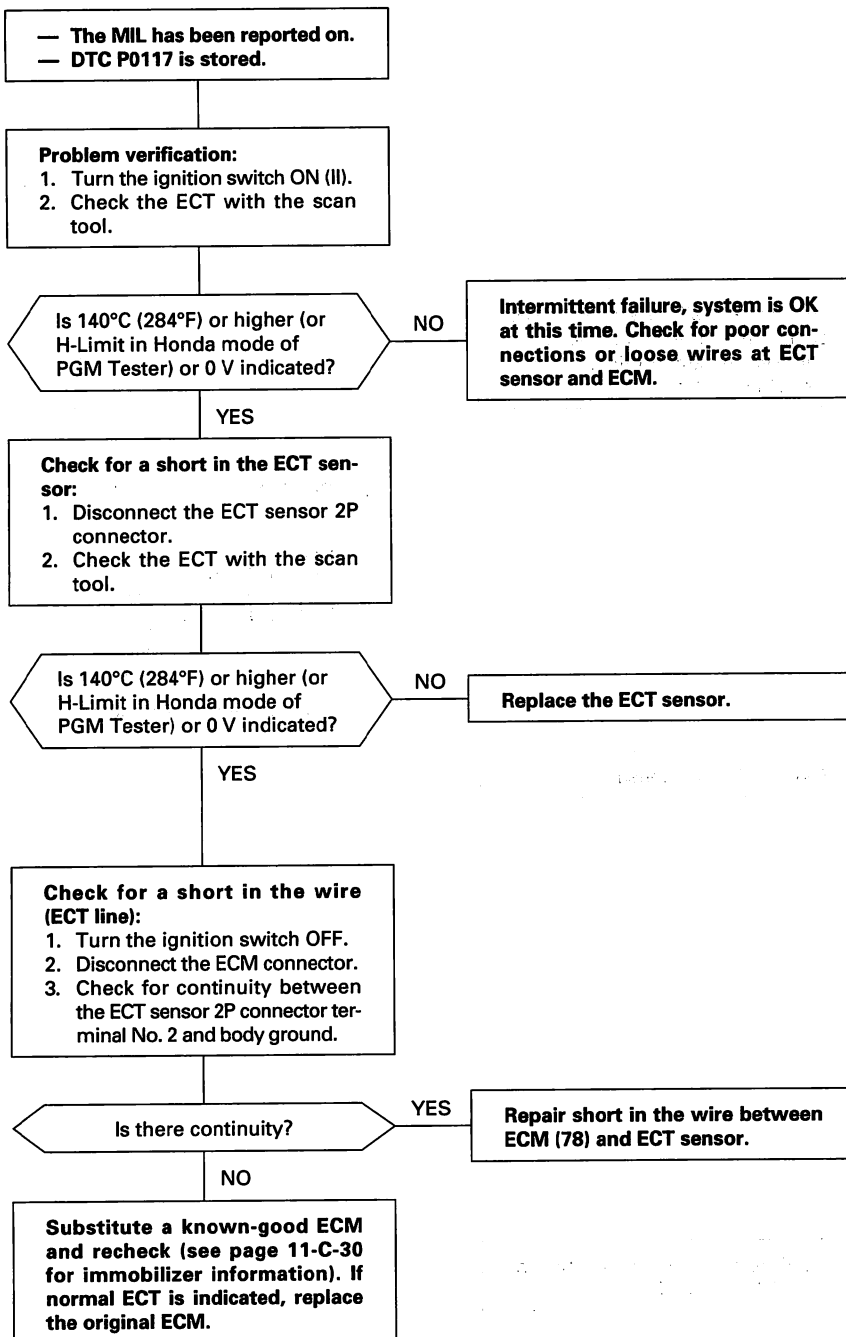 — The MIL has been reported on.
— DTC P0117 is stored.
Problem verification:
1. Turn the ignition switch ON (II).
2. Check the ECT with the scan
tool.
Is 140°C (284°F) or higher (or
H-Limit in Honda mode of
PGM Tester) or 0 V indicated?
NO
Intermittent failure, system is OK
at this time. Check for poor con-
nections or loose wires at ECT
sensor and ECM.
YES
Check for a short in the ECT sen-
sor:
1. Disconnect the ECT sensor 2P
connector.
2. Check the ECT with the scan
tool.
Is 140°C (284°F) or higher (or
H-Limit in Honda mode of
PGM Tester) or 0 V indicated?
NO
Replace the ECT sensor.
YES
Check for a short in the wire
(ECT line):
1. Turn the ignition switch OFF.
2. Disconnect the ECM connector.
3. Check for continuity between
the ECT sensor 2P connector ter-
minal No. 2 and body ground.
Is there continuity?
YES
Repair short in the wire between
ECM (78) and ECT sensor.
NO
Substitute a known-good ECM
and recheck (see page 11-C-30
for immobilizer information). If
normal ECT is indicated, replace
the original ECM.